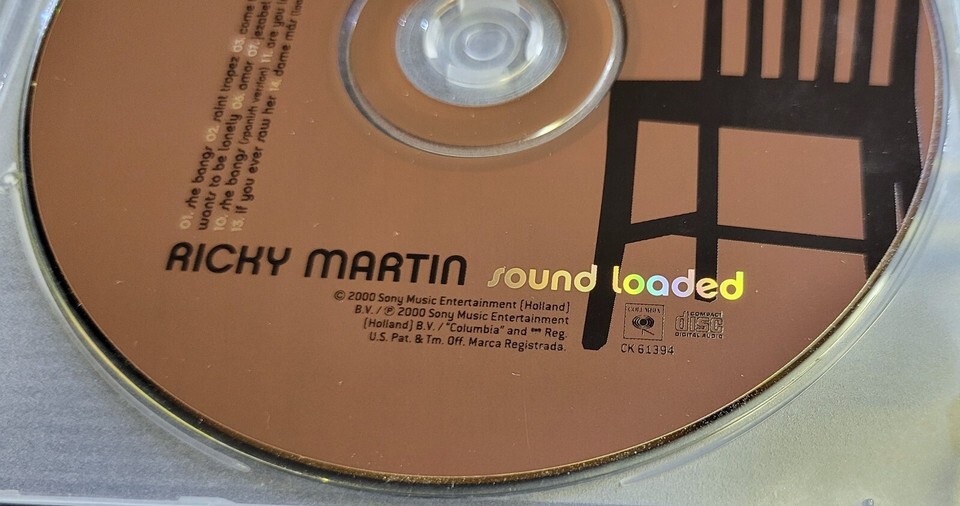 01. she bangs 02. saint tropez 03. come
wants to be lonely 06. amor 07. jezabel
10. she bangs (spanish version) 11. are you
13. if you ever saw her 14. dame más
RICKY MARTIN sound loaded
© 2000 Sony Music Entertainment (Holland)
B.V. / ℗ 2000 Sony Music Entertainment
(Holland) B.V. / "Columbia" and Reg.
U.S. Pat. & Tm. Off. Marca Registrada.
COLUMBIA
COMPACT
disc
DIGITAL AUDIO
CK 61394